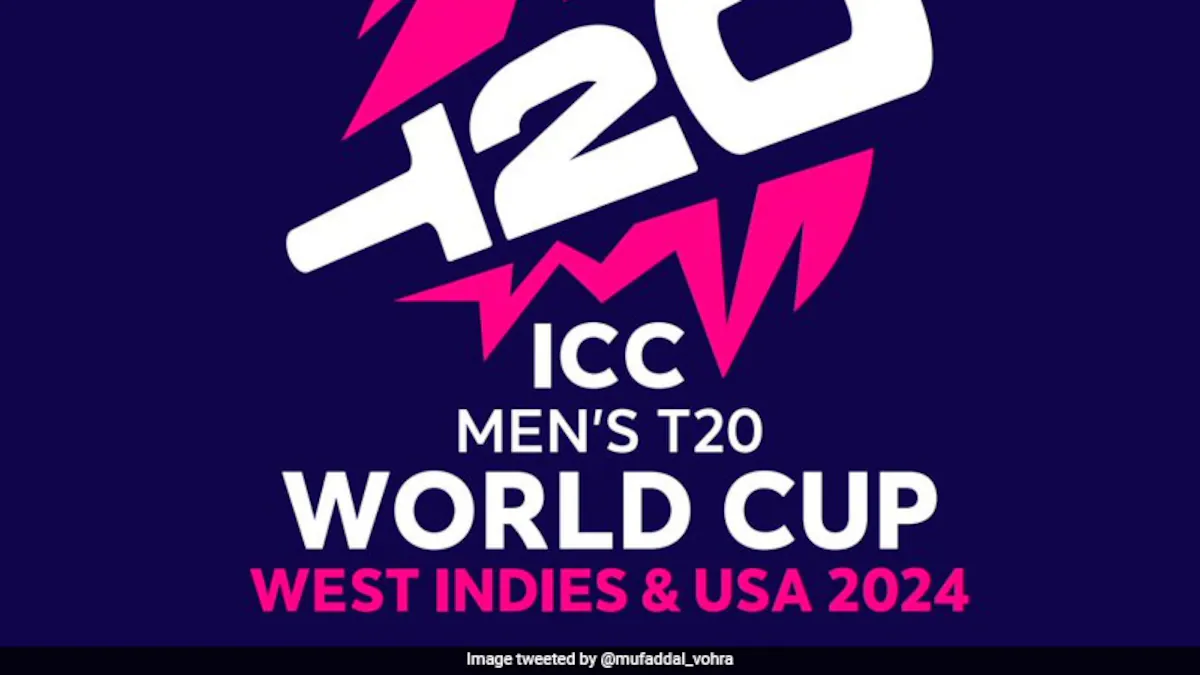 T20
ICC
MEN'S T20
WORLD CUP
WEST INDIES & USA 2024
Image tweeted by @mufaddal_vohra